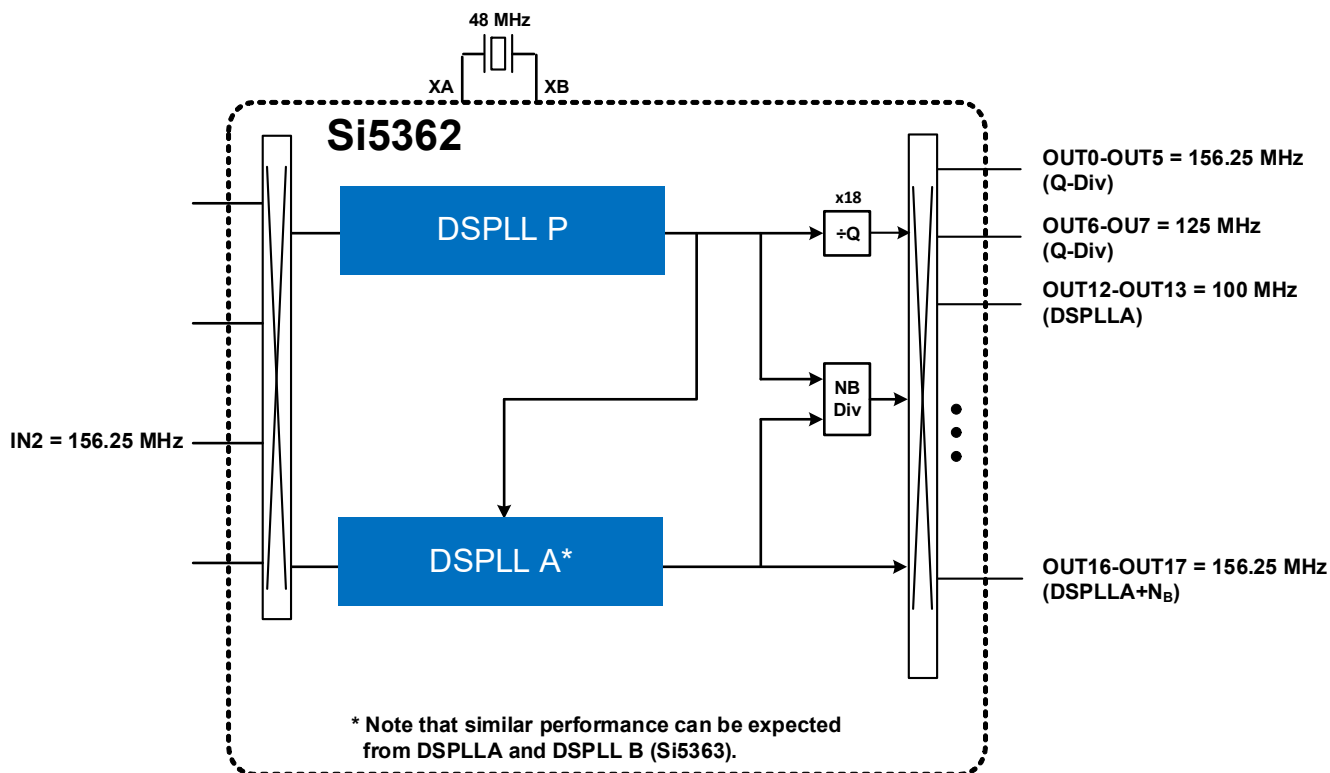 48 MHz
XA
XB
Si5362
DSPLL P
x18
÷Q
OUT0-OUT5 = 156.25 MHz
(Q-Div)
OUT6-OU7 = 125 MHz
(Q-Div)
OUT12-OUT13 = 100 MHz
(DSPLLA)
NB
Div
IN2 = 156.25 MHz
DSPLL A*
OUT16-OUT17 = 156.25 MHz
(DSPLLA+NB)
* Note that similar performance can be expected
from DSPLLA and DSPLL B (Si5363).